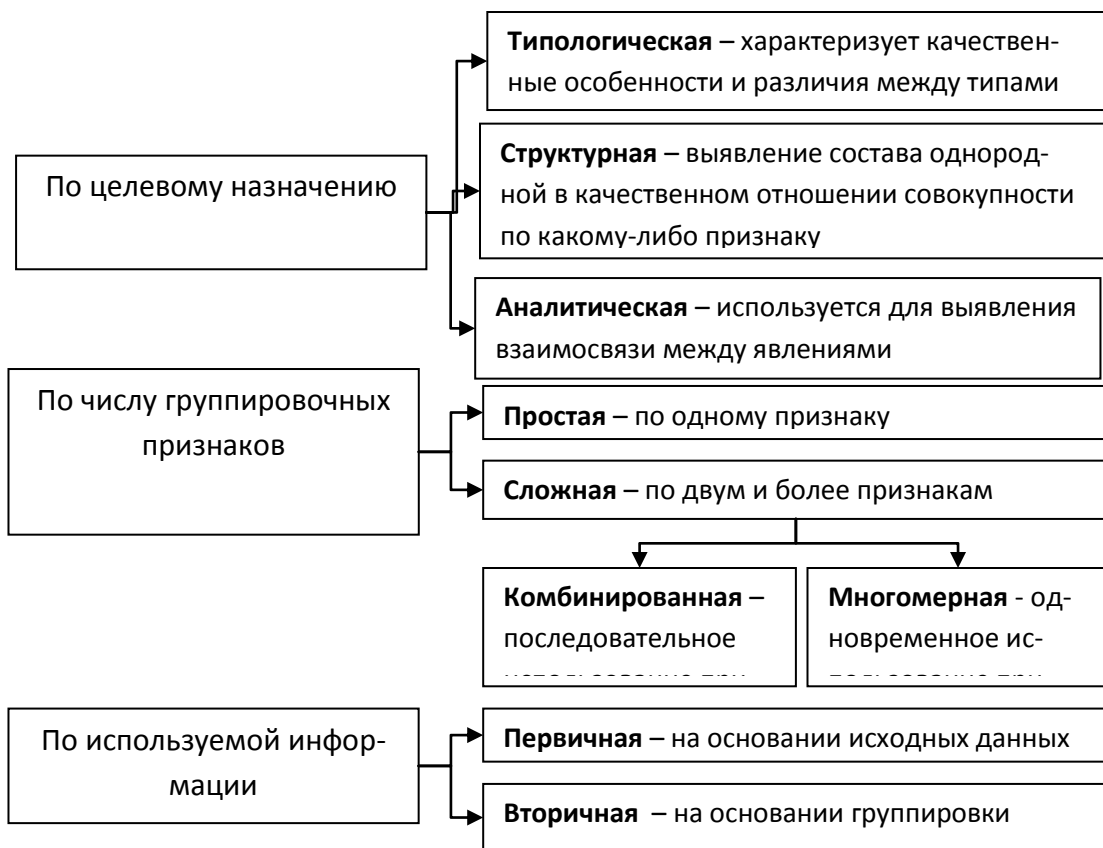 По целевому назначению
Типологическая – характеризует качествен-
ные особенности и различия между типами
Структурная – выявление состава однород-
ной в качественном отношении совокупности
по какому-либо признаку
Аналитическая – используется для выявления
взаимосвязи между явлениями
По числу группировочных
признаков
Простая – по одному признаку
Сложная – по двум и более признакам
Комбинированная –
последовательное
Многомерная - од-
новременное ис-
По используемой инфор-
мации
Первичная – на основании исходных данных
Вторичная – на основании группировки